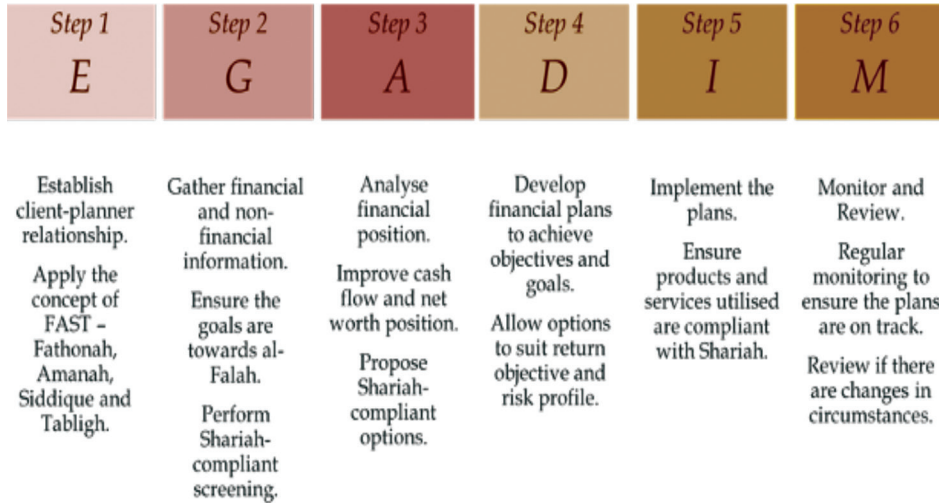 Step 1
E
Step 2
G
Step 3
A
Step 4
D
Step 5
I
Step 6
M
Establish
client-planner
relationship.
Apply the
concept of
FAST –
Fathonah,
Amanah,
Siddique and
Tabligh.
Gather financial
and non-
financial
information.
Ensure the
goals are
towards al-
Falah.
Perform
Shariah-
compliant
screening.
Analyse
financial
position.
Improve cash
flow and net
worth position.
Propose
Shariah-
compliant
options.
Develop
financial plans
to achieve
objectives and
goals.
Allow options
to suit return
objective and
risk profile.
Implement the
plans.
Ensure
products and
services utilised
are compliant
with Shariah.
Monitor and
Review.
Regular
monitoring to
ensure the plans
are on track.
Review if there
are changes in
circumstances.